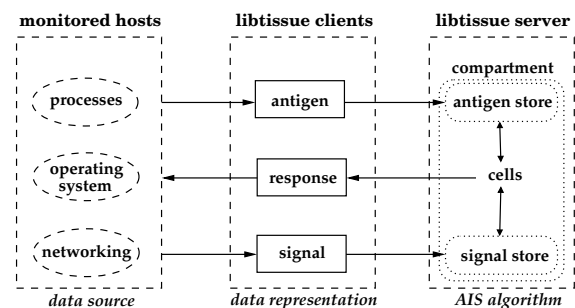 monitored hosts
libtissue clients
libtissue server
compartment
processes
antigen
antigen store
operating
system
response
cells
networking
signal
signal store
data source
data representation
AIS algorithm